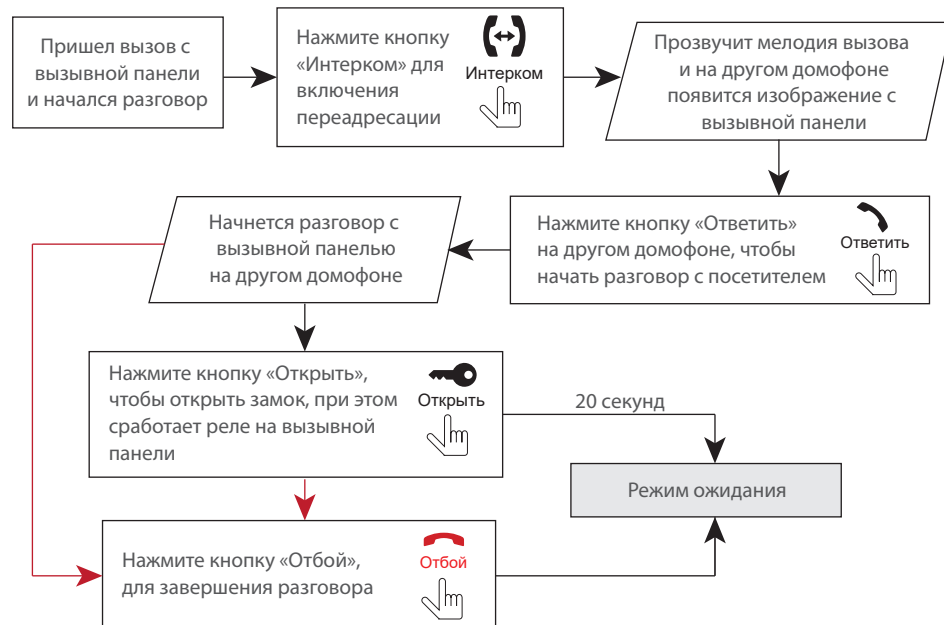 Пришел вызов с
вызывной панели
и начался разговор
Нажмите кнопку
«Интерком» для
включения
переадресации
Интерком
Прозвучит мелодия вызова
и на другом домофоне
появится изображение с
вызывной панели
Нажмите кнопку «Ответить»
на другом домофоне, чтобы
начать разговор с посетителем
Ответить
Начнется разговор с
вызывной панелью
на другом домофоне
Нажмите кнопку «Открыть»,
чтобы открыть замок, при этом
сработает реле на вызывной
панели
Открыть
20 секунд
Режим ожидания
Нажмите кнопку «Отбой»,
для завершения разговора
Отбой